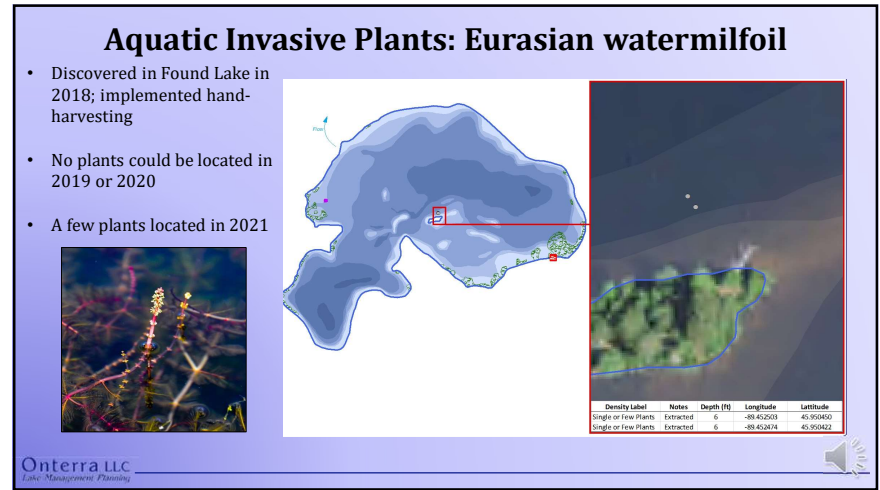 Aquatic Invasive Plants: Eurasian watermilfoil
• Discovered in Found Lake in
2018; implemented hand-
harvesting
• No plants could be located in
2019 or 2020
• A few plants located in 2021
Flow
Density Label Notes Depth (ft) Longitude Lattitude
Single or Few Plants Extracted 6 -89.452503 45.950450
Single or Few Plants Extracted 6 -89.452474 45.950422
Onterra LLC
Lake Management Planning